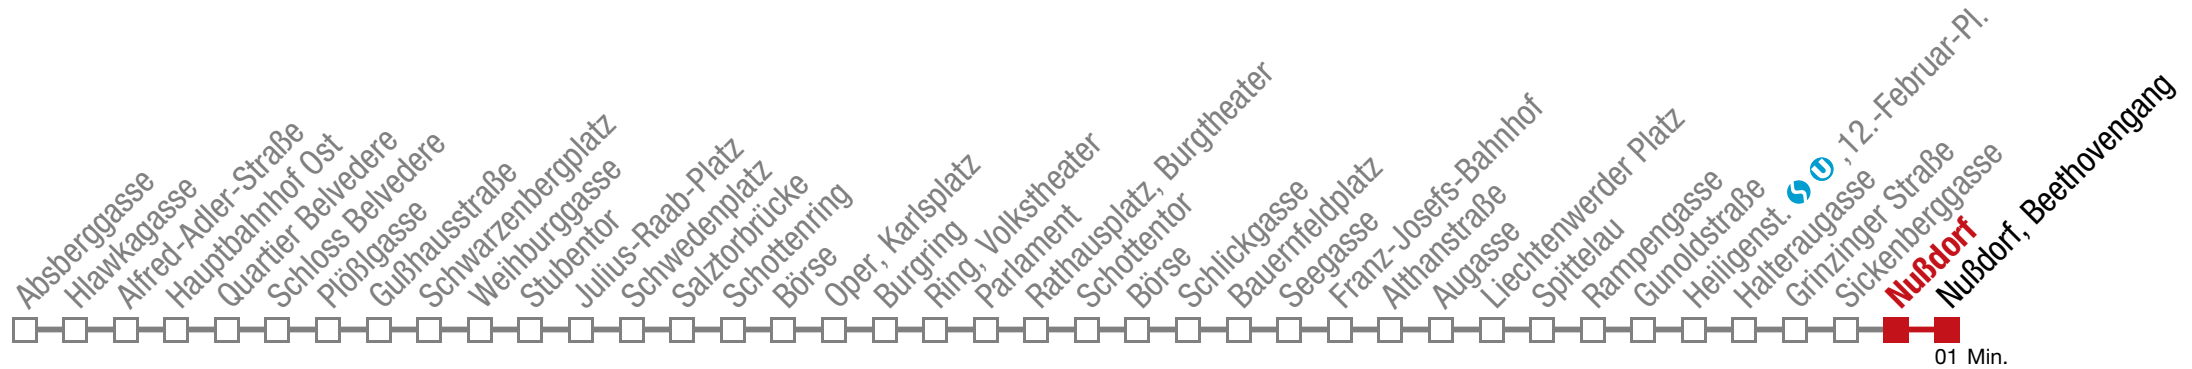 Absberggasse
Hawkagasse
Alfred-Adler-Straße
Hauptbahnhof Ost
Quartier Belvedere
Schloss Belvedere
Plößlgasse
Gußhausstraße
Schwarzenbergplatz
Weihburggasse
Stubentor
Julius-Raab-Platz
Schwedenplatz
Salztorbrücke
Schottenring
Börse
Oper, Karlsplatz
Burgring
Ring, Volkstheater
Parlament
Rathausplatz, Burgtheater
Schottentor
Börse
Schlickgasse
Bauernfeldplatz
Seegasse
Franz-Josefs-Bahnhof
Althanstraße
Augasse
Liechtenwerder Platz
Spittelau
Rampengasse
Gunoldstraße
Heiligenst. S U , 12.-Februar-Pl.
Halteraugasse
Grinzinger Straße
Sickenberggasse
Nußdorf
Nußdorf, Beethovengang
01 Min.